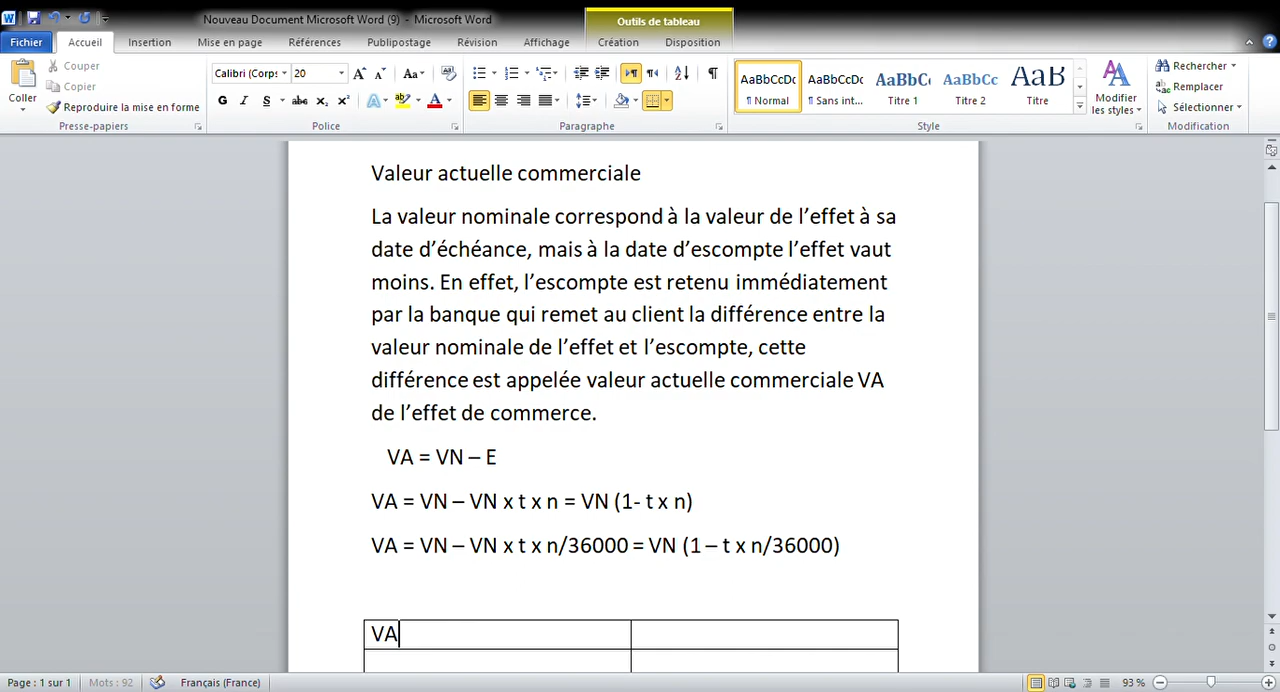 Nouveau Document Microsoft Word (9) - Microsoft Word
Outils de tableau
Fichier Accueil Insertion Mise en page Références Publipostage Révision Affichage Création Disposition
Coller
Couper
Copier
Reproduire la mise en forme
Presse-papiers
Calibri (Corps 20
G I S abc x₂ x²
Police
Paragraphe
AaBbCcDc AaBbCcDc AaBbC AaBbCc AaB
¶ Normal ¶ Sans int... Titre 1 Titre 2 Titre
Style
Modifier
les styles
Rechercher
Remplacer
Sélectionner
Modification
Valeur actuelle commerciale
La valeur nominale correspond à la valeur de l’effet à sa
date d’échéance, mais à la date d’escompte l’effet vaut
moins. En effet, l’escompte est retenu immédiatement
par la banque qui remet au client la différence entre la
valeur nominale de l’effet et l’escompte, cette
différence est appelée valeur actuelle commerciale VA
de l’effet de commerce.
VA = VN – E
VA = VN – VN x t x n = VN (1- t x n)
VA = VN – VN x t x n/36000 = VN (1 – t x n/36000)
VA
Page : 1 sur 1 Mots : 92 Français (France) 93 %